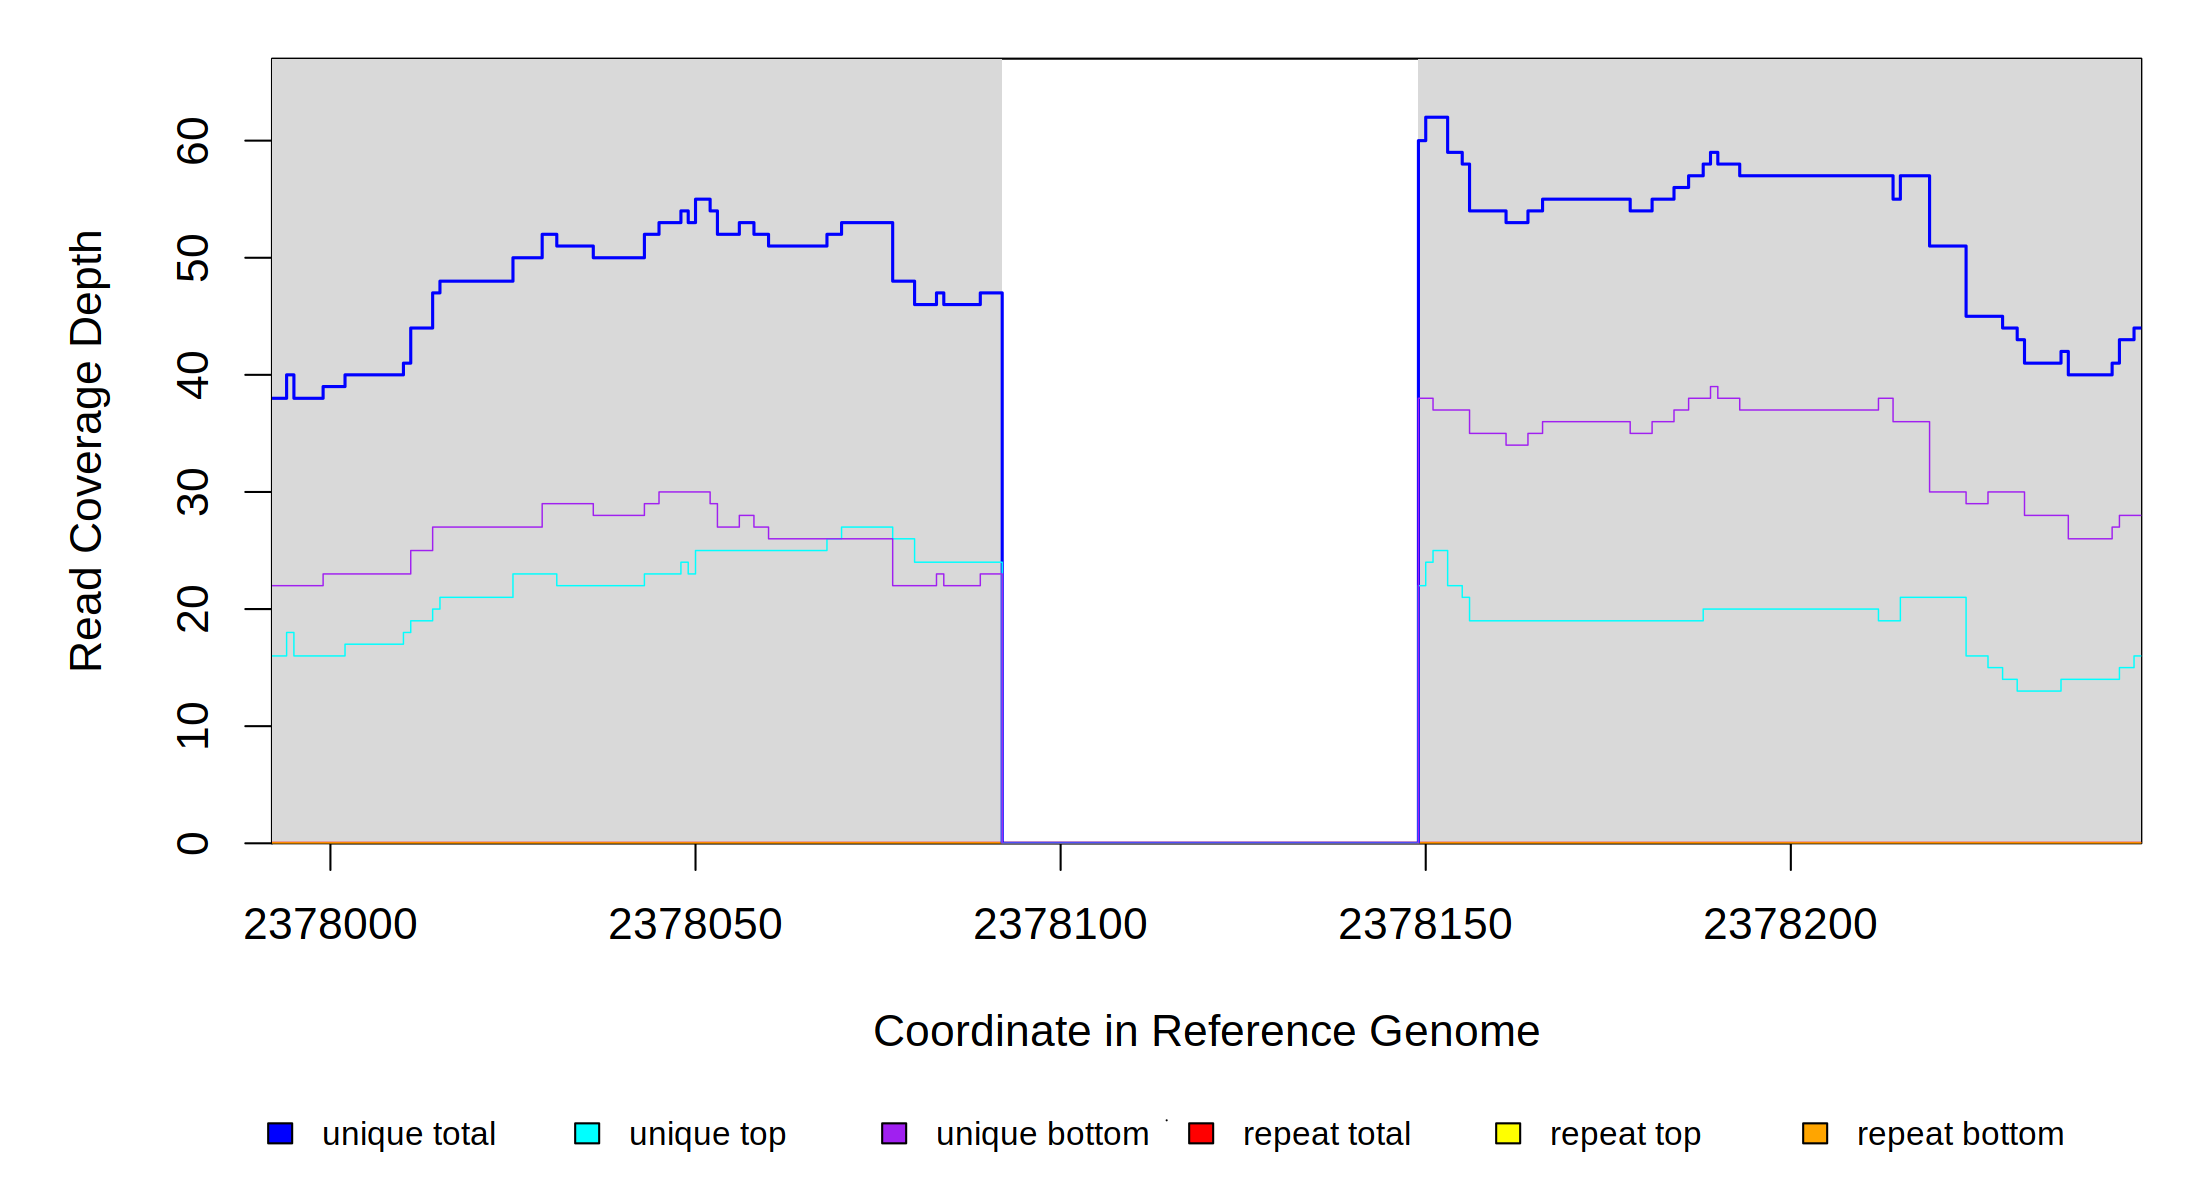 Read Coverage Depth
60
50
40
30
20
10
0
2378000 2378050 2378100 2378150 2378200
Coordinate in Reference Genome
unique total unique top unique bottom repeat total repeat top repeat bottom